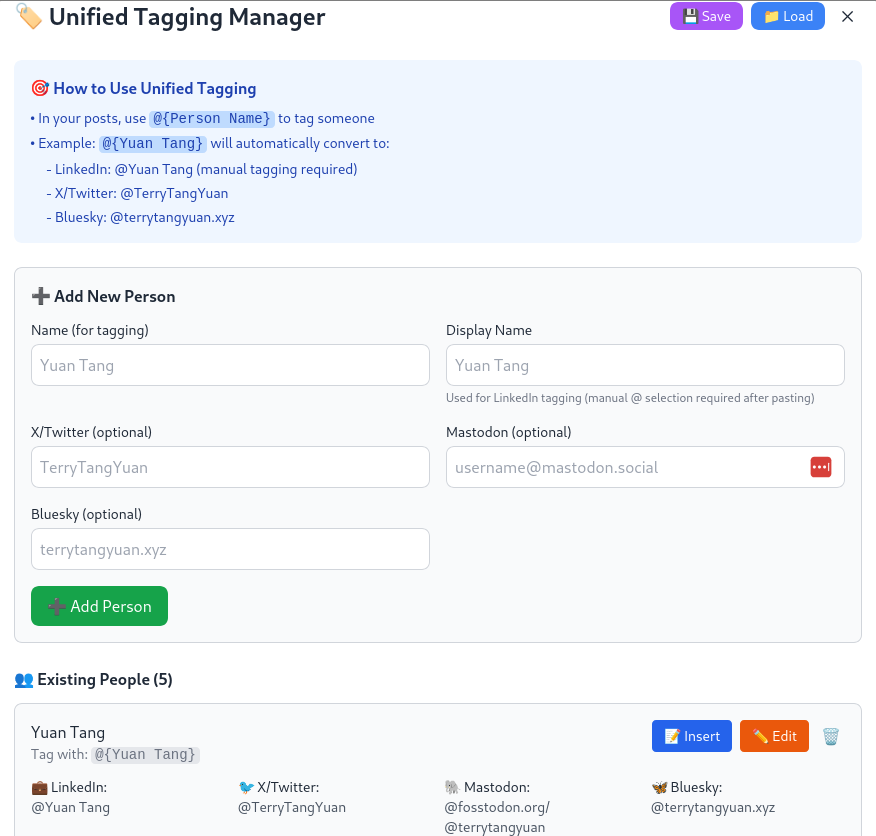 🏷️ Unified Tagging Manager
💾 Save
📁 Load
🎯 How to Use Unified Tagging
• In your posts, use @{Person Name} to tag someone
• Example: @{Yuan Tang} will automatically convert to:
- LinkedIn: @Yuan Tang (manual tagging required)
- X/Twitter: @TerryTangYuan
- Bluesky: @terrytangyuan.xyz
➕ Add New Person
Name (for tagging)
Yuan Tang
Display Name
Yuan Tang
Used for LinkedIn tagging (manual @ selection required after pasting)
X/Twitter (optional)
TerryTangYuan
Mastodon (optional)
username@mastodon.social
Bluesky (optional)
terrytangyuan.xyz
➕ Add Person
👥 Existing People (5)
Yuan Tang
Tag with: @{Yuan Tang}
📝 Insert
✏️ Edit
💼 LinkedIn:
@Yuan Tang
🐦 X/Twitter:
@TerryTangYuan
🐘 Mastodon:
@fosstodon.org/
@terrytangyuan
🦋 Bluesky:
@terrytangyuan.xyz